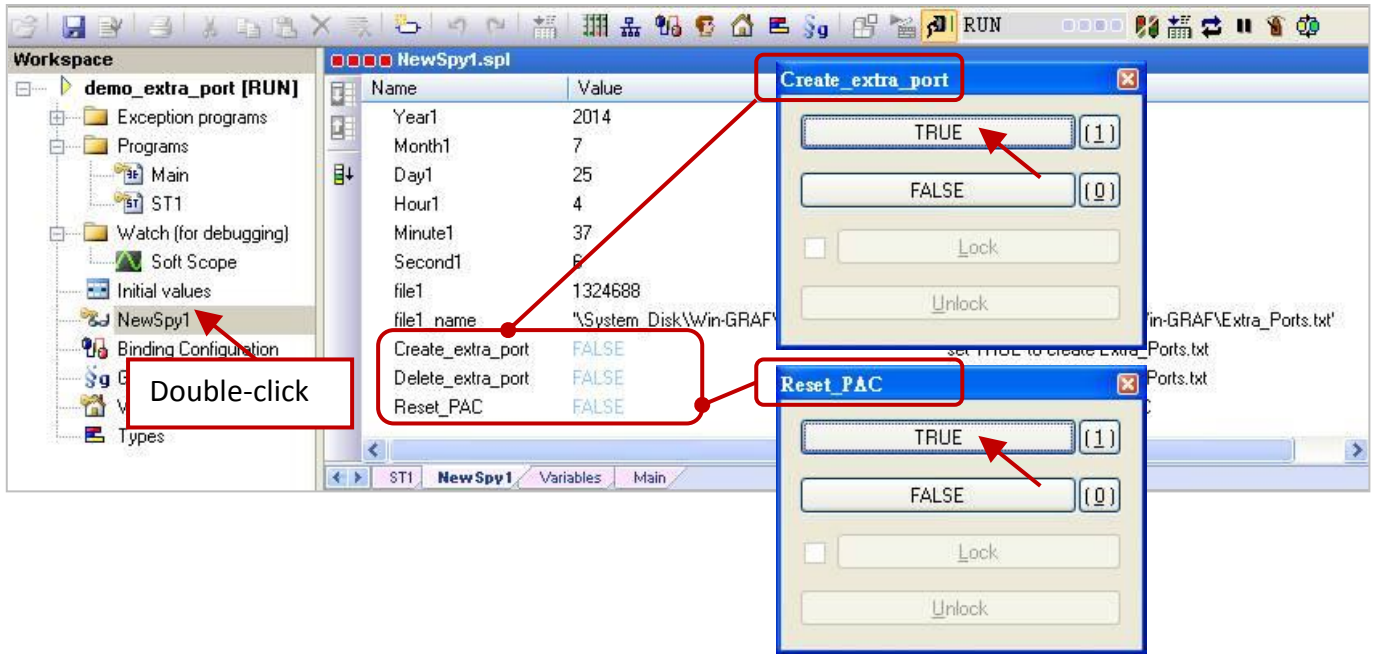 RUN
Workspace
demo_extra_port [RUN]
Exception programs
Programs
Main
ST1
Watch (for debugging)
Soft Scope
Initial values
NewSpy1
Binding Configuration
Types
Double-click
NewSpy1.spl
Name Value
Year1 2014
Month1 7
Day1 25
Hour1 4
Minute1 37
Second1 6
file1 1324688
file1_name "\System_Disk\Win-GRAF\ in-GRAF\Extra_Ports.txt'
Create_extra_port FALSE set TRUE to create Extra_Ports.txt
Delete_extra_port FALSE Ports.txt
Reset_PAC FALSE
ST1 NewSpy1 Variables Main
Create_extra_port
TRUE (1)
FALSE (0)
Lock
Unlock
Reset_PAC
TRUE (1)
FALSE (0)
Lock
Unlock